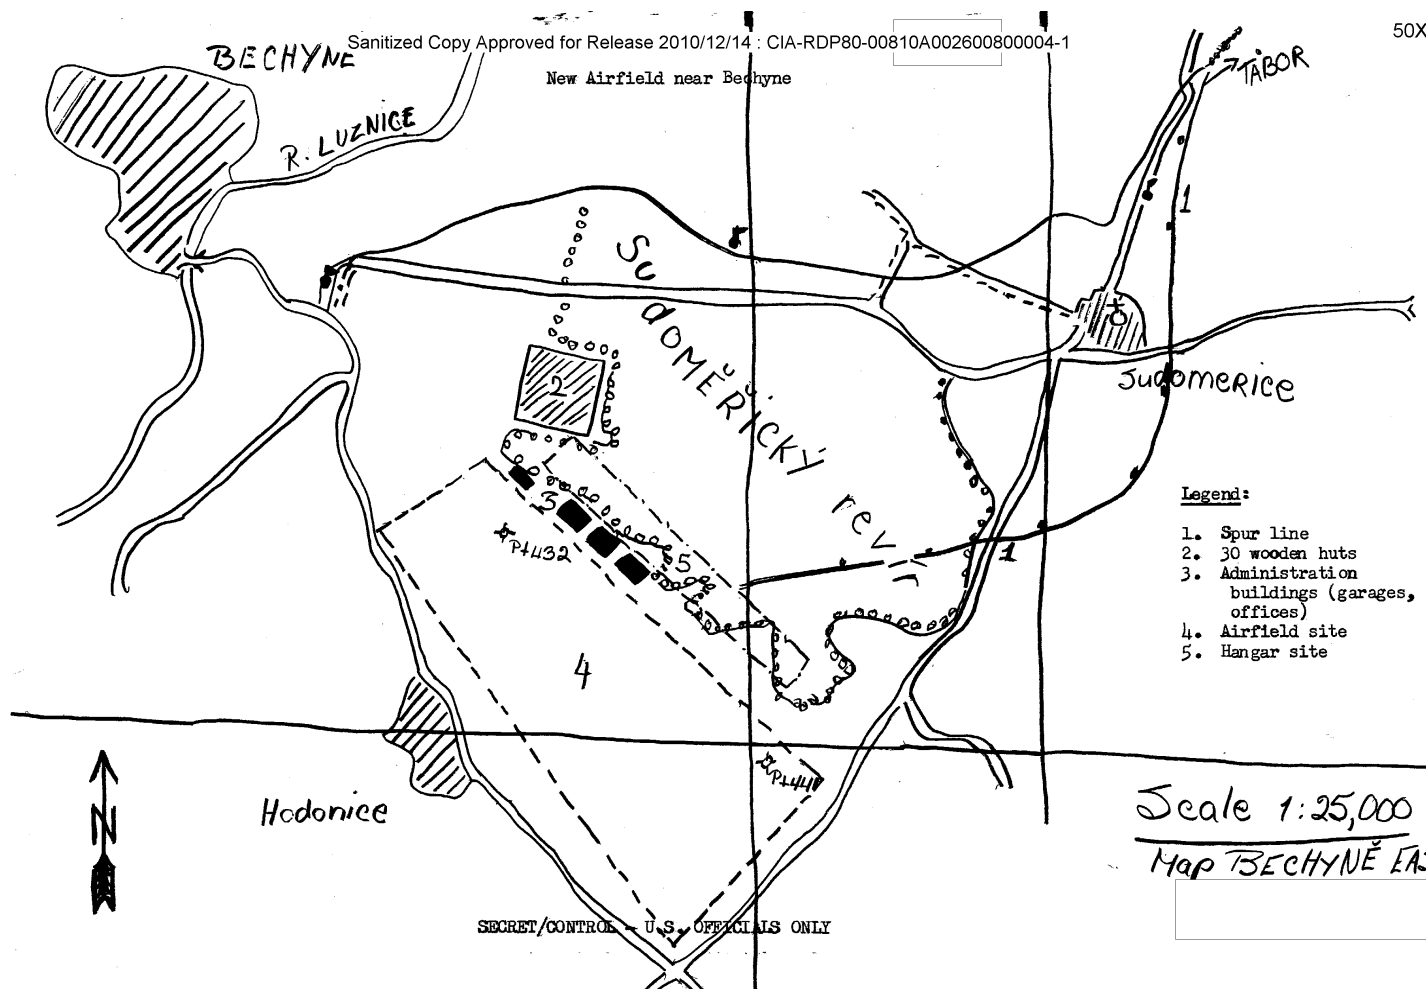 50X
Sanitized Copy Approved for Release 2010/12/14 : CIA-RDP80-00810A002600800004-1
BECHYNE
New Airfield near Bechyne
TÁBOR
R. LUZNICE
1
SUDOMĚŘICKÝ revír
Sudomerice
2
3
Pt432
5
1
Legend:
1. Spur line
2. 30 wooden huts
3. Administration
buildings (garages,
offices)
4. Airfield site
5. Hangar site
4
Pt441
N
Hodonice
Scale 1:25,000
Map BECHYNĚ EAS
SECRET/CONTROL - U.S. OFFICIALS ONLY